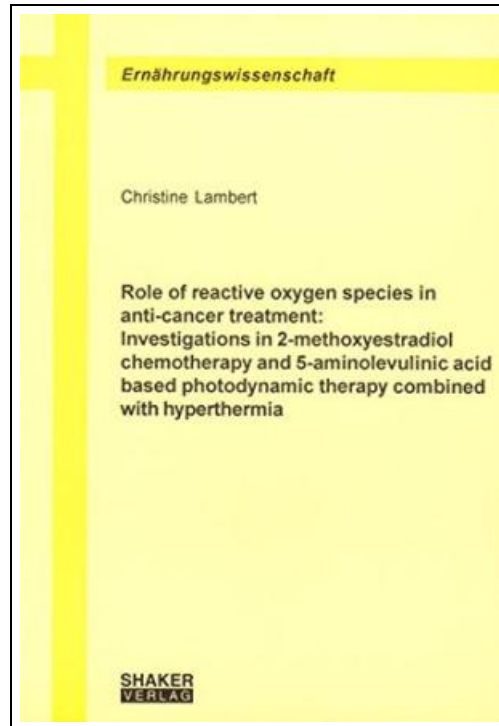 Ernährungswissenschaft
Christine Lambert
Role of reactive oxygen species in
anti-cancer treatment:
Investigations in 2-methoxyestradiol
chemotherapy and 5-aminolevulinic acid
based photodynamic therapy combined
with hyperthermia
SHAKER
VERLAG